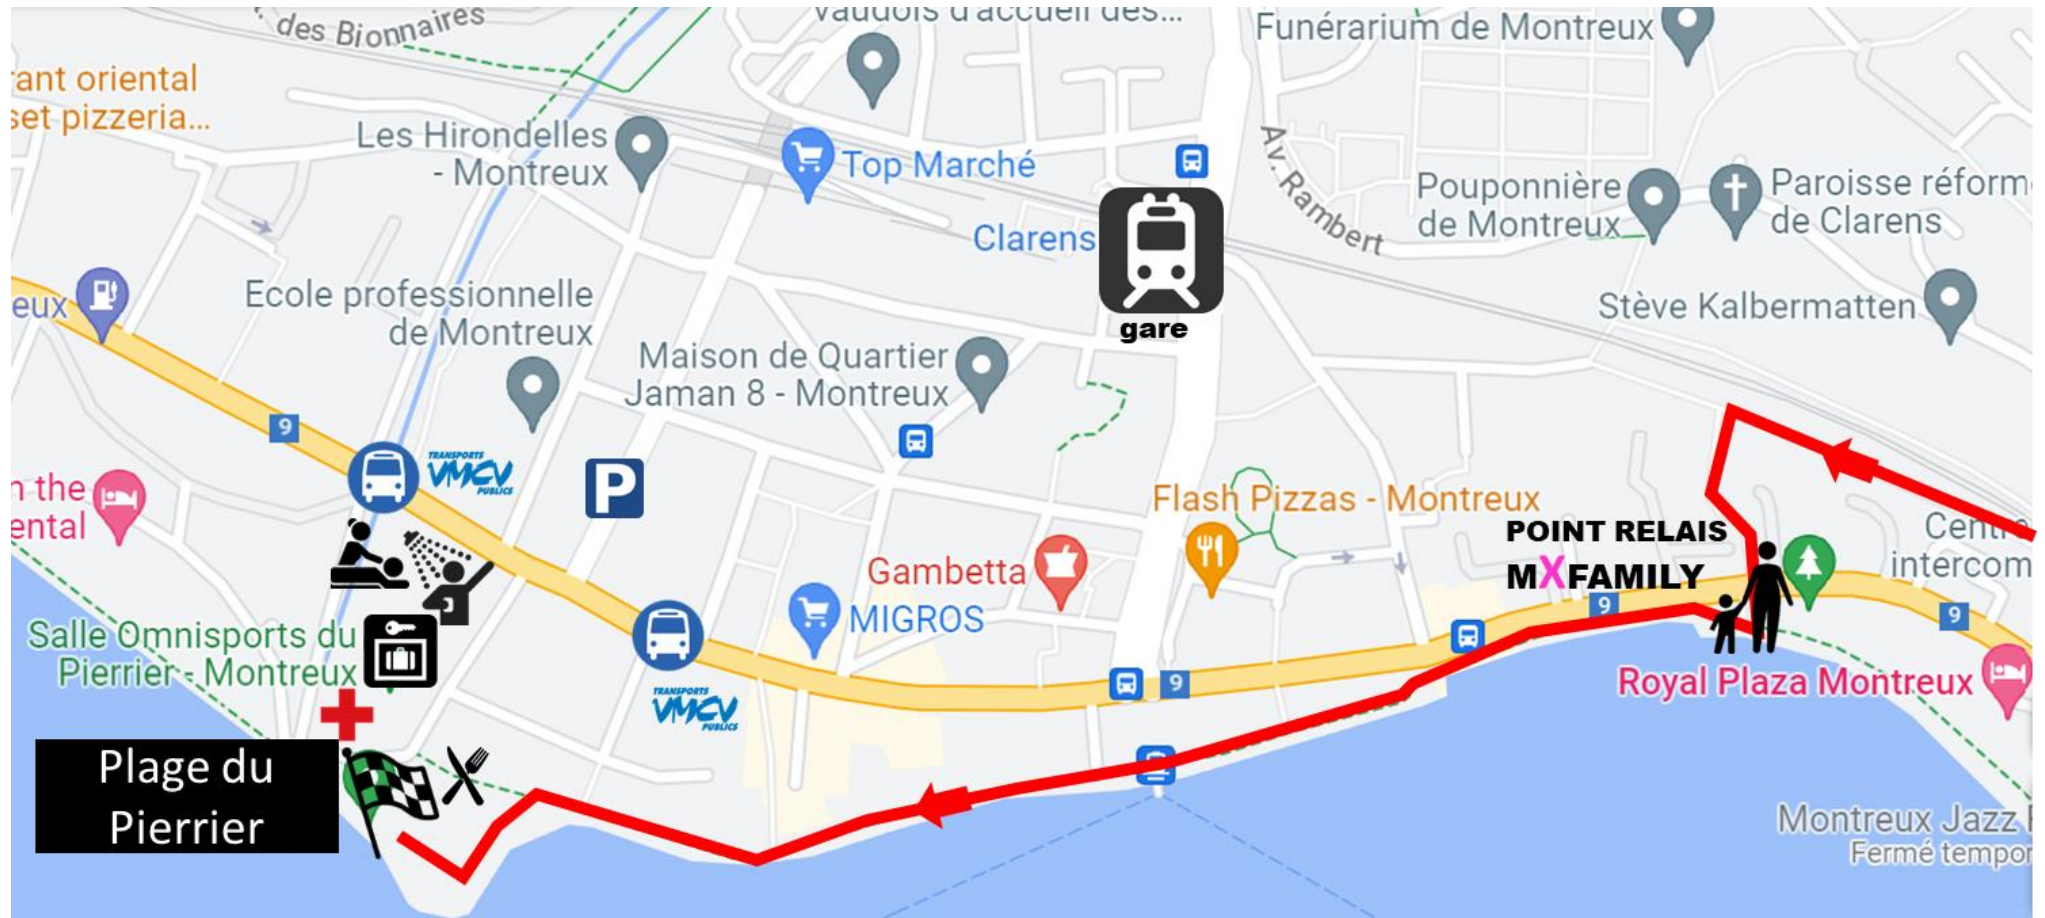 des Bionnaires
vaudois d'accueil des...
Funérarium de Montreux
rant oriental
set pizzeria...
Les Hirondelles
- Montreux
Top Marché
Av. Rambert
Pouponnière
de Montreux
Paroisse réform
de Clarens
Clarens
gare
eux
Ecole professionnelle
de Montreux
Stève Kalbermatten
Maison de Quartier
Jaman 8 - Montreux
9
TRANSPORTS
VMCV
PUBLICS
P
n the
ental
Flash Pizzas - Montreux
POINT RELAIS
MXFAMILY
Centre
intercom
Gambetta
MIGROS
9
9
Salle Omnisports du
Pierrier - Montreux
TRANSPORTS
VMCV
PUBLICS
9
Royal Plaza Montreux
Plage du
Pierrier
Montreux Jazz F
Fermé tempor